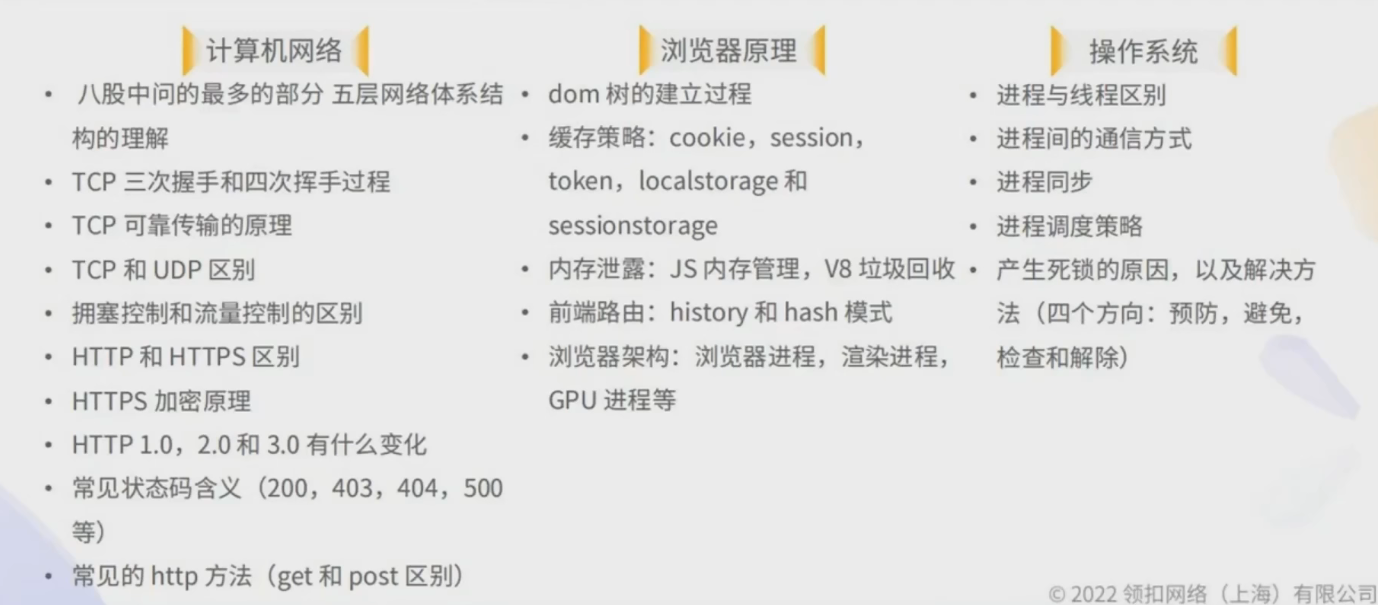 计算机网络
• 八股中问的最多的部分 五层网络体系结
构的理解
• TCP 三次握手和四次挥手过程
• TCP 可靠传输的原理
• TCP 和 UDP 区别
• 拥塞控制和流量控制的区别
• HTTP 和 HTTPS 区别
• HTTPS 加密原理
• HTTP 1.0，2.0 和 3.0 有什么变化
• 常见状态码含义（200，403，404，500
等）
• 常见的 http 方法（get 和 post 区别）
浏览器原理
• dom 树的建立过程
• 缓存策略：cookie，session，
token，localstorage 和
sessionstorage
• 内存泄露：JS 内存管理，V8 垃圾回收
• 前端路由：history 和 hash 模式
• 浏览器架构：浏览器进程，渲染进程，
GPU 进程等
操作系统
• 进程与线程区别
• 进程间的通信方式
• 进程同步
• 进程调度策略
• 产生死锁的原因，以及解决方
法（四个方向：预防，避免，
检查和解除）
© 2022 领扣网络（上海）有限公司